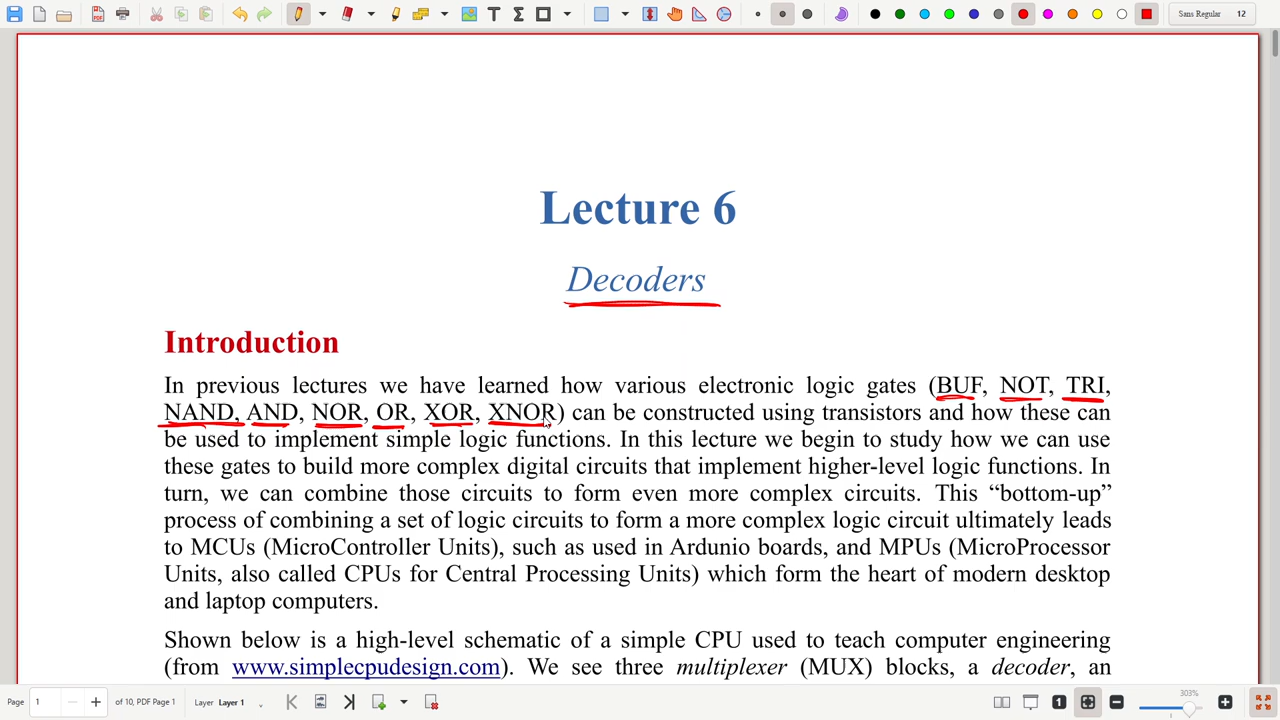 Sans Regular 12
Lecture 6
Decoders
Introduction
In previous lectures we have learned how various electronic logic gates (BUF, NOT, TRI,
NAND, AND, NOR, OR, XOR, XNOR) can be constructed using transistors and how these can
be used to implement simple logic functions. In this lecture we begin to study how we can use
these gates to build more complex digital circuits that implement higher-level logic functions. In
turn, we can combine those circuits to form even more complex circuits. This “bottom-up”
process of combining a set of logic circuits to form a more complex logic circuit ultimately leads
to MCUs (MicroController Units), such as used in Ardunio boards, and MPUs (MicroProcessor
Units, also called CPUs for Central Processing Units) which form the heart of modern desktop
and laptop computers.
Shown below is a high-level schematic of a simple CPU used to teach computer engineering
(from www.simplecpudesign.com). We see three multiplexer (MUX) blocks, a decoder, an
Page 1 of 10, PDF Page 1 Layer Layer 1 303%